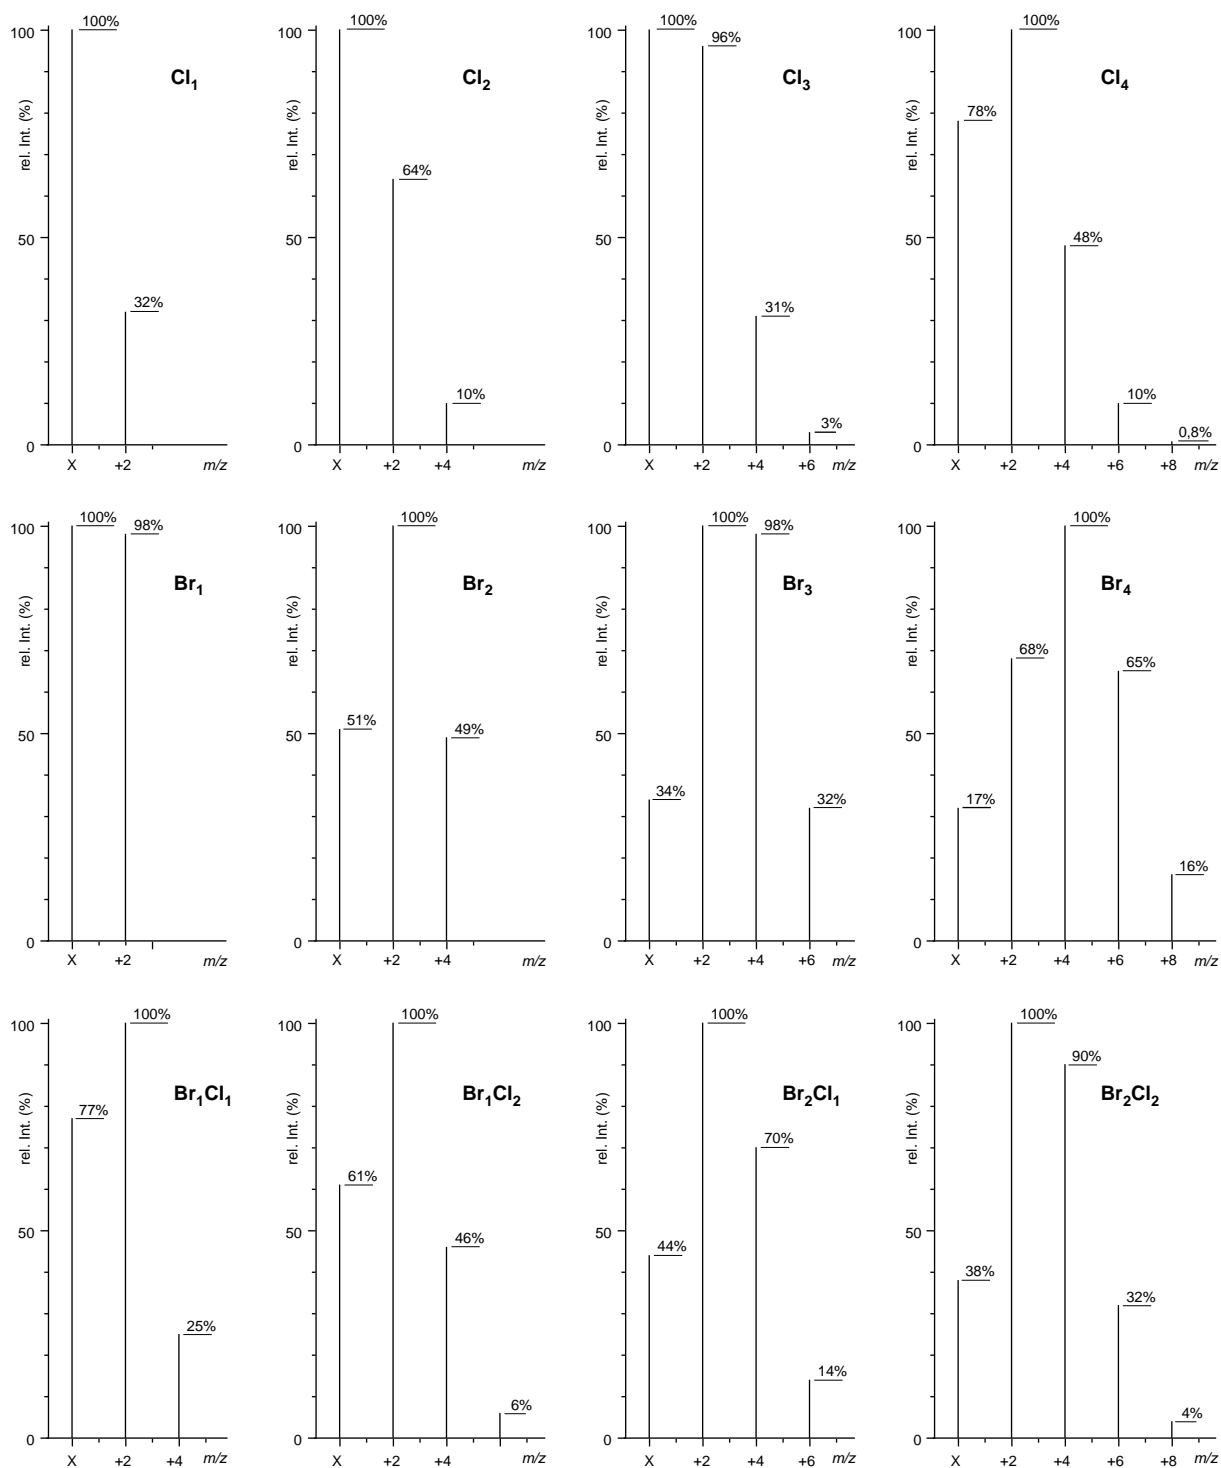 100%
100
Cl1
rel. Int. (%)
50
32%
0
X +2 m/z
100%
100
Cl2
rel. Int. (%)
64%
50
10%
0
X +2 +4 m/z
100%
96%
100
Cl3
rel. Int. (%)
50
31%
3%
0
X +2 +4 +6 m/z
100%
100
Cl4
78%
rel. Int. (%)
48%
50
10%
0,8%
0
X +2 +4 +6 +8 m/z
100%
98%
100
Br1
rel. Int. (%)
50
0
X +2 m/z
100%
100
Br2
rel. Int. (%)
51%
49%
50
0
X +2 +4 m/z
100%
98%
100
Br3
rel. Int. (%)
50
34%
32%
0
X +2 +4 +6 m/z
100%
100
Br4
rel. Int. (%)
68%
65%
50
17%
16%
0
X +2 +4 +6 +8 m/z
100%
100
Br1Cl1
77%
rel. Int. (%)
50
25%
0
X +2 +4 m/z
100%
100
Br1Cl2
rel. Int. (%)
61%
46%
50
6%
0
X +2 +4 m/z
100%
100
Br2Cl1
rel. Int. (%)
70%
50
44%
14%
0
X +2 +4 +6 m/z
100%
90%
100
Br2Cl2
rel. Int. (%)
50
38%
32%
4%
0
X +2 +4 +6 +8 m/z